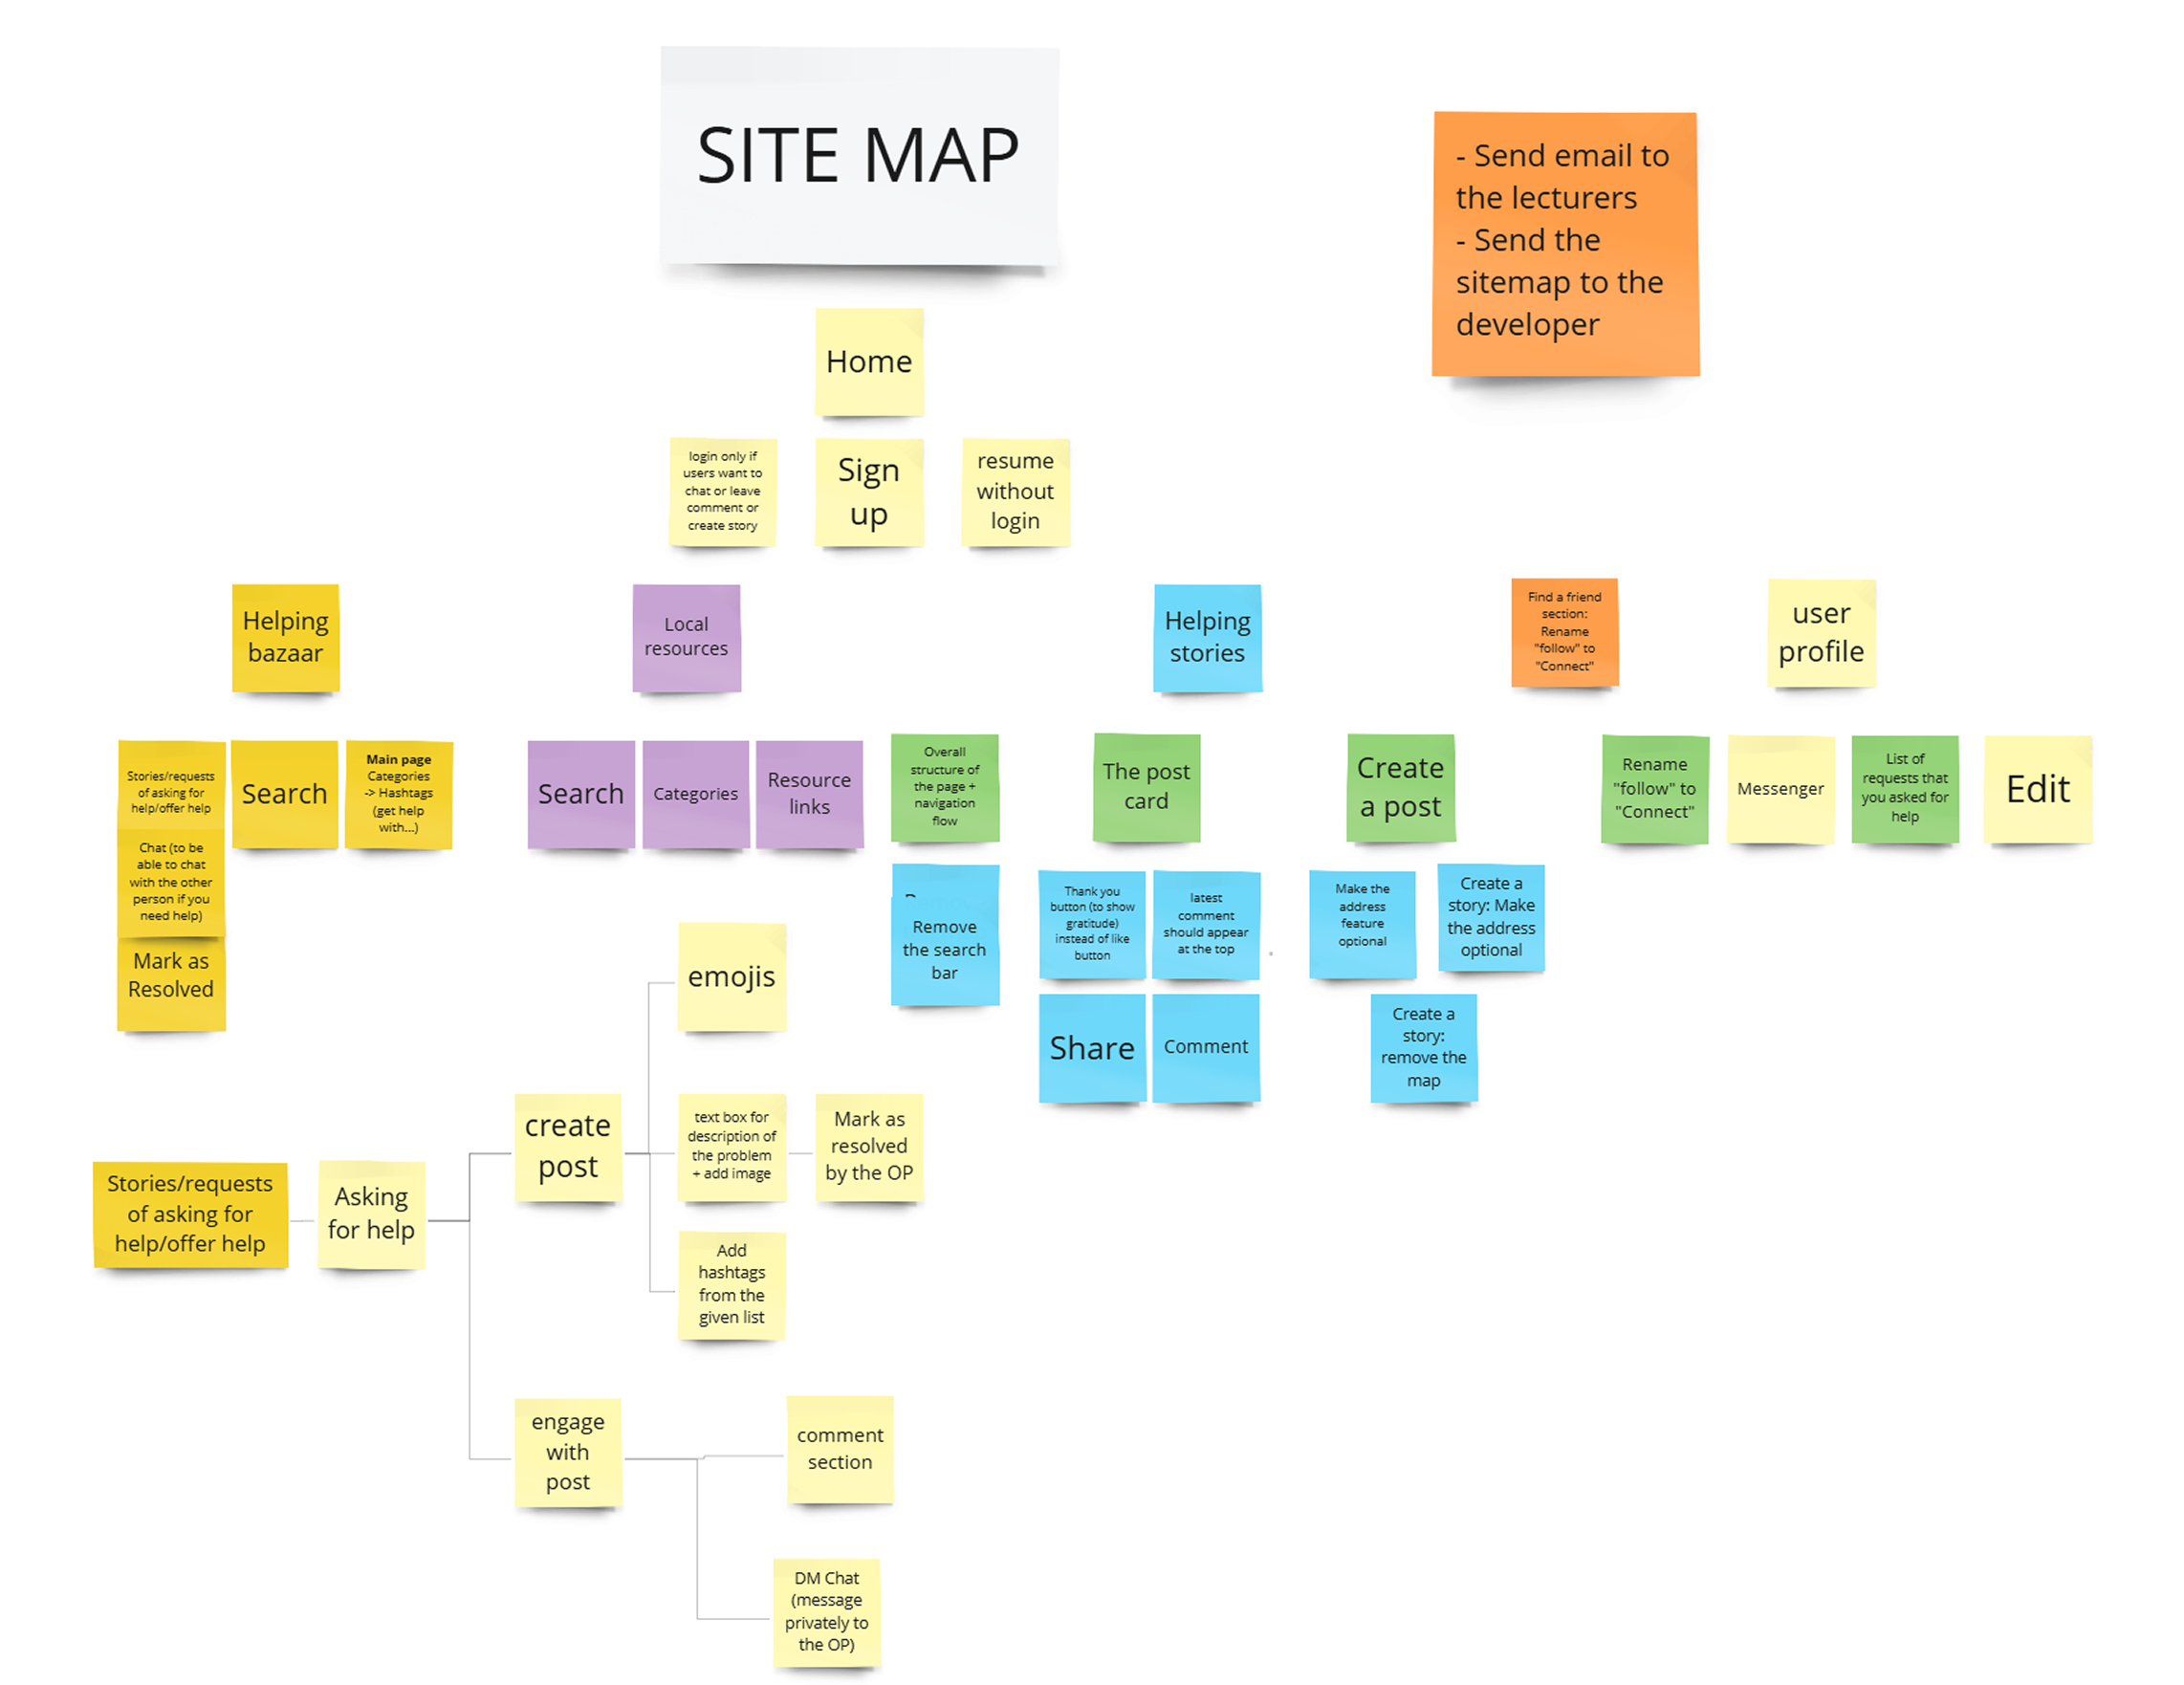 SITE MAP
- Send email to
the lecturers
- Send the
sitemap to the
developer
Home
login only if
users want to
chat or leave
comment or
create story
Sign
up
resume
without
login
Helping
bazaar
Local
resources
Helping
stories
Find a friend
section:
Rename
"follow" to
"Connect"
user
profile
Stories/requests
of asking for
help/offer help
Search
Main page
Categories
-> Hashtags
(get help
with...)
Chat (to be
able to chat
with the other
person if you
need help)
Mark as
Resolved
Search
Categories
Resource
links
Overall
structure of
the page +
navigation
flow
The post
card
Create
a post
Rename
"follow" to
"Connect"
Messenger
List of
requests that
you asked for
help
Edit
Remove
the search
bar
Thank you
button (to show
gratitude)
instead of like
button
latest
comment
should appear
at the top
Make the
address
feature
optional
Create a
story: Make
the address
optional
Share
Comment
Create a
story:
remove the
map
emojis
create
post
text box for
description of
the problem
+ add image
Mark as
resolved
by the OP
Stories/requests
of asking for
help/offer help
Asking
for help
Add
hashtags
from the
given list
engage
with
post
comment
section
DM Chat
(message
privately to
the OP)